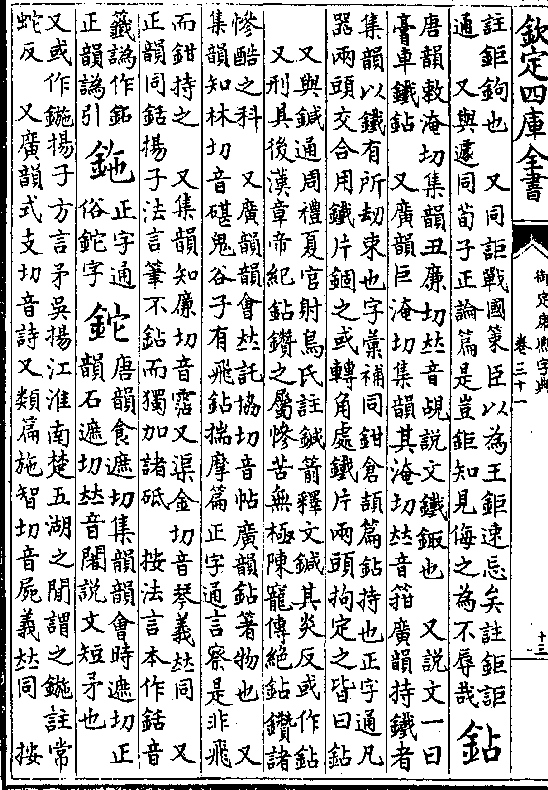 欽定四庫全書
御定康熙字典
卷三十一
十三
註鉅鉤也　又同詎戰國策臣以為王鉅速忘矣註鉅詎
通　又與遽同荀子正論篇是豈鉅知見侮之為不辱哉　鉆
唐韻敕淹切集韻丑廉切𠀤音覘說文鐵鋷也　又說文一曰
膏車鐵鉆　又廣韻巨淹切集韻其淹切𠀤音箝廣韻持鐵者
集韻以鐵有所劫束也字彙補同鉗倉頡篇鉆持也正字通凡
器兩頭交合用鐵片錮之或轉角處鐵片兩頭拘定之皆曰鉆
又與鍼通周禮夏官射鳥氏註鍼箭釋文鍼其炎反或作鉆
又刑具後漢章帝紀鉆鑽之屬慘苦無極陳寵傳絕鉆鑽諸
慘酷之科　又廣韻韻會𠀤託協切音帖廣韻鉆著物也　又
集韻知林切音碪鬼谷子有飛鉆揣摩篇正字通言察是非飛
而鉗持之　又集韻知廉切音霑又渠金切音琴義𠀤同　又
正韻同銛揚子法言筆不鉆而獨加諸砥　按法言本作銛音
籤譌作鉆
正韻譌引　鉇　正字通
俗鉈字　鉈　唐韻食遮切集韻韻會時遮切正
韻石遮切𠀤音闍說文短矛也
又或作鍦揚子方言矛吳揚江淮南楚五湖之閒謂之鍦註常
蛇反　又廣韻式支切音詩又類篇施智切音屍義𠀤同　按